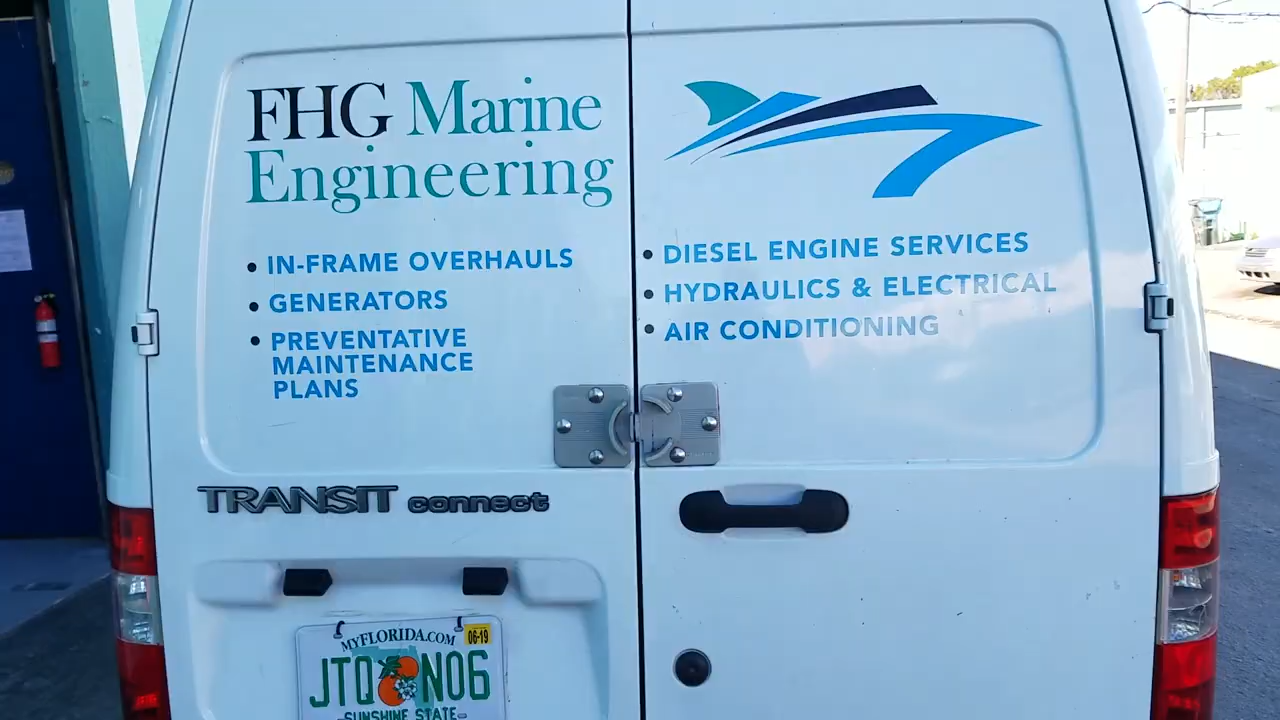 FHG Marine
Engineering
• IN-FRAME OVERHAULS
• GENERATORS
• PREVENTATIVE
MAINTENANCE
PLANS
• DIESEL ENGINE SERVICES
• HYDRAULICS & ELECTRICAL
• AIR CONDITIONING
TRANSIT connect
MYFLORIDA.COM
06-19
JTQ N06
SUNSHINE STATE